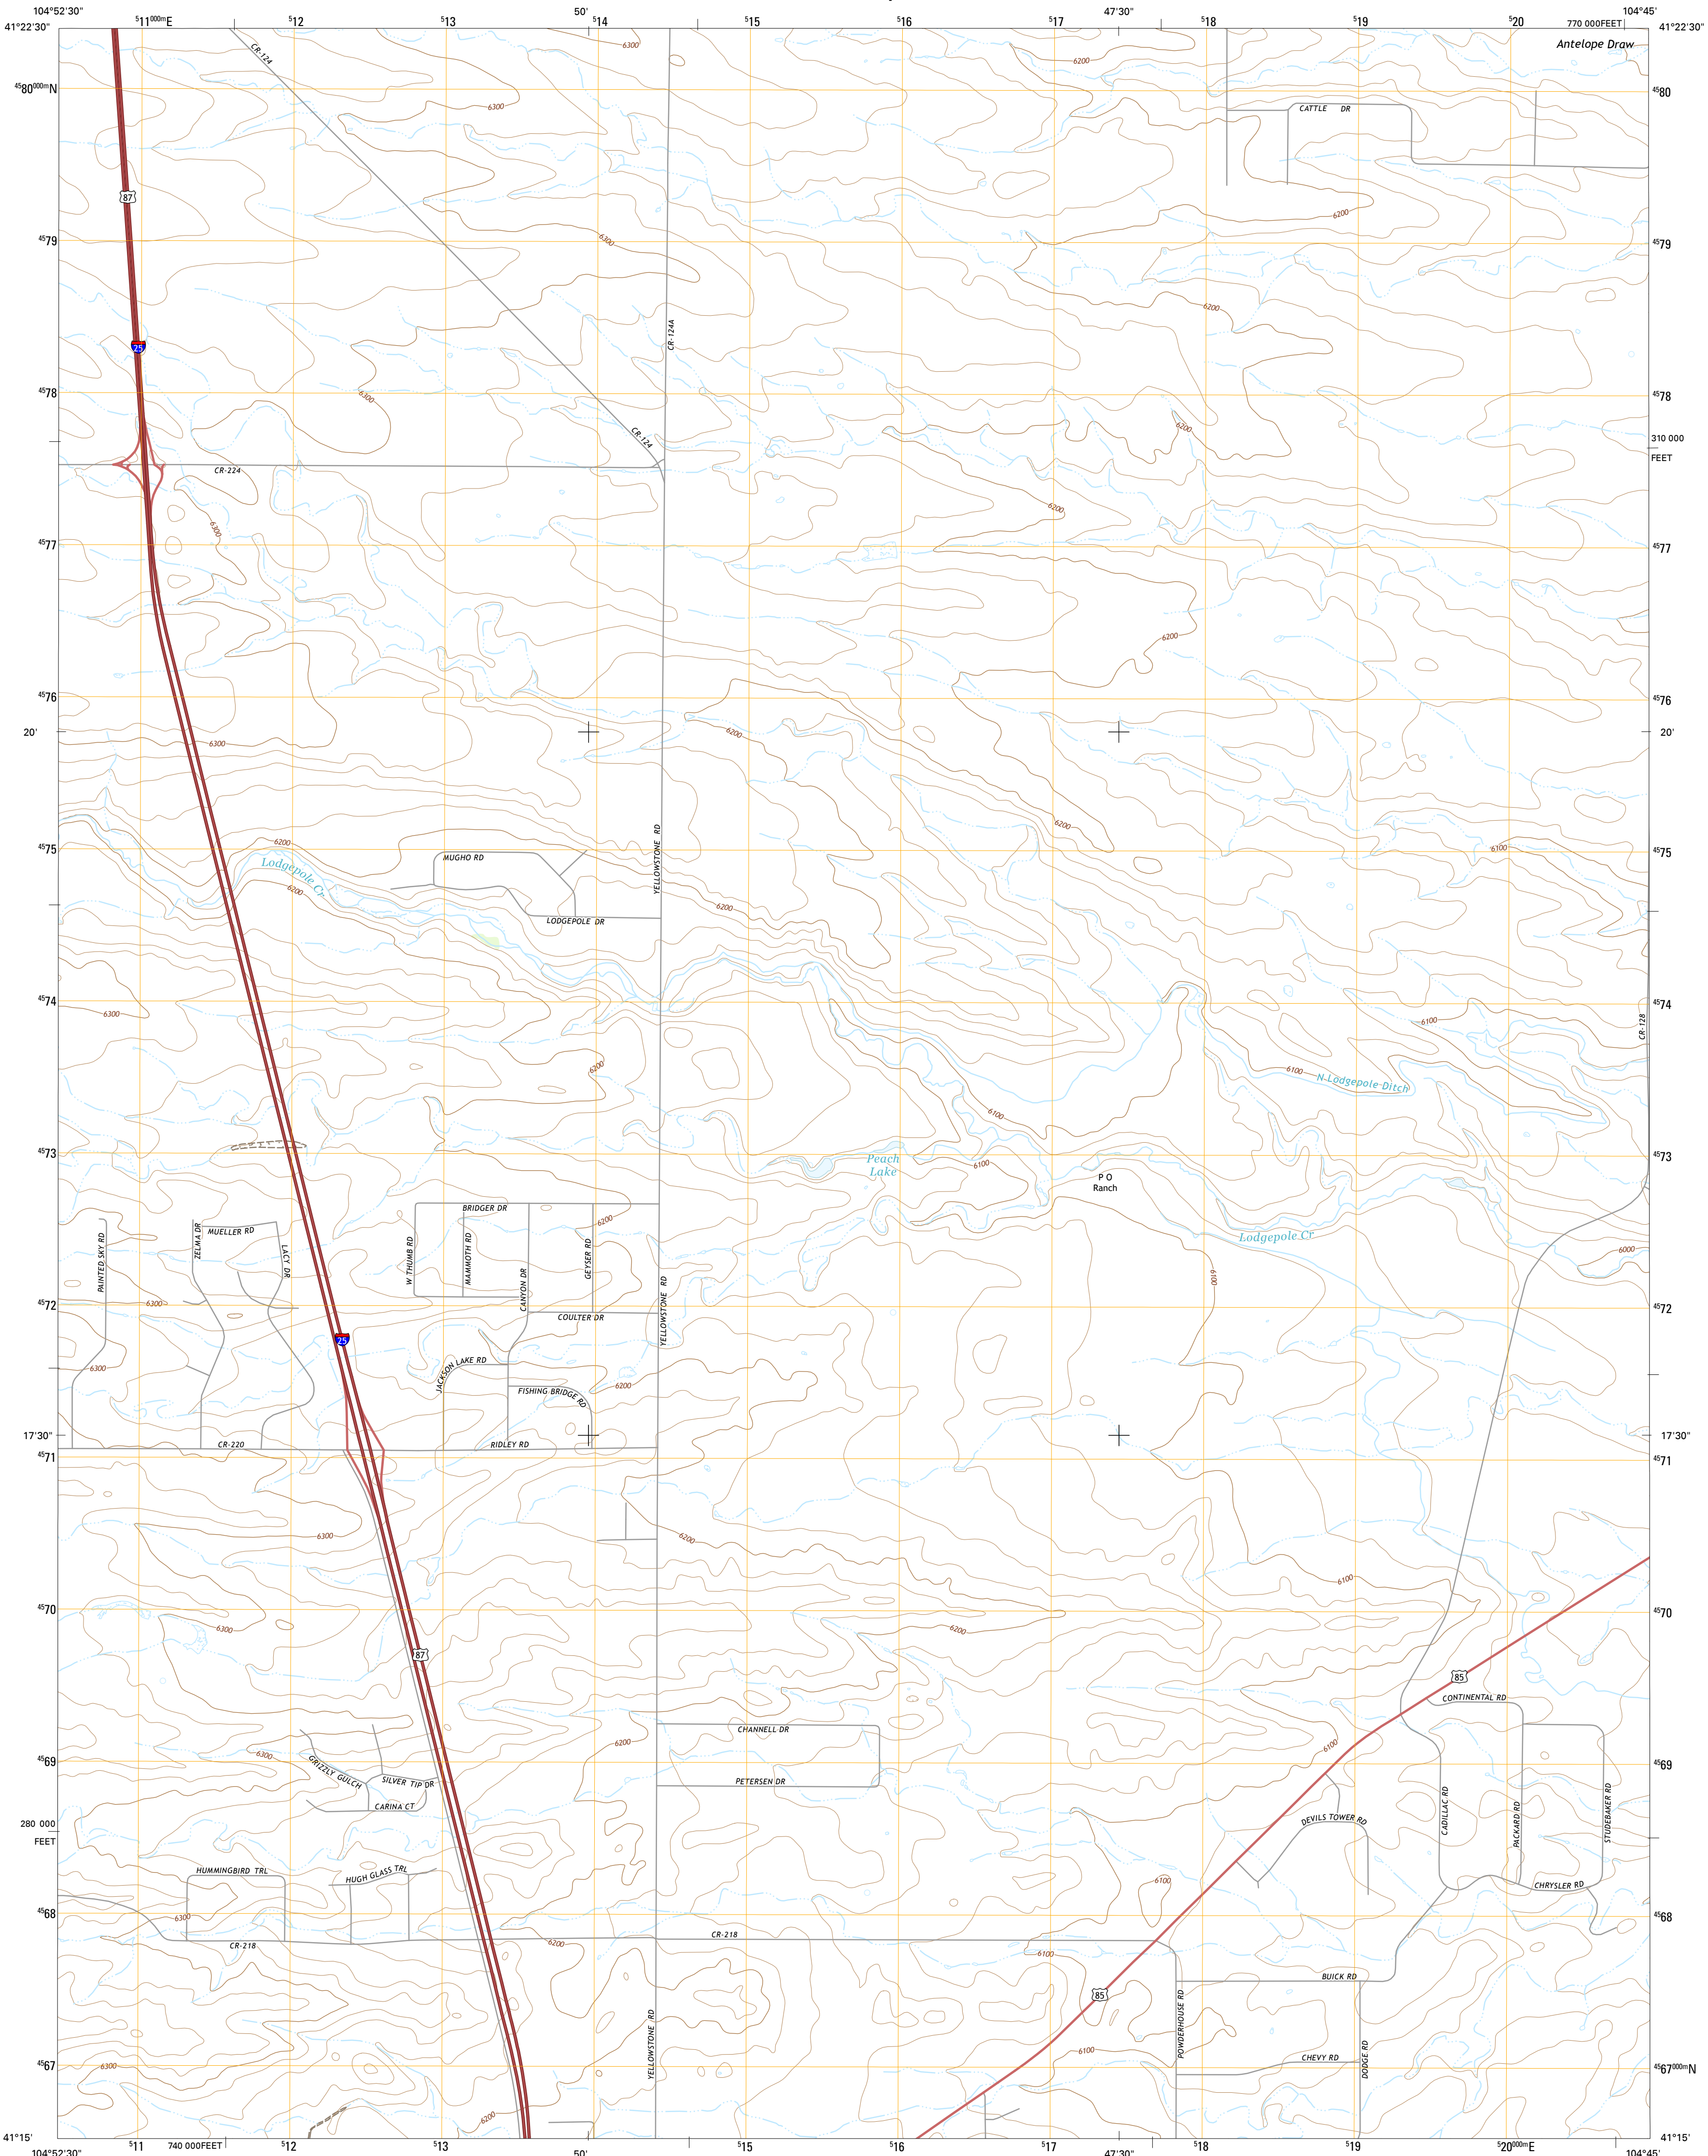 104°52'30"
⁵11⁰⁰⁰ᵐE
⁵12
⁵13
50'
⁵14
⁵15
⁵16
⁵17
47'30"
⁵18
⁵19
⁵20
770 000FEET
104°45'
41°22'30"
41°22'30"
Antelope Draw
CR-124
6300
6200
⁴⁵80⁰⁰⁰ᵐN
⁴⁵80
6300
CATTLE DR
87
6200
⁴⁵79
6300
⁴⁵79
6200
CR-124A
25
⁴⁵78
6300
⁴⁵78
6200
CR-124
310 000
FEET
CR-224
6300
6200
⁴⁵77
⁴⁵77
6200
⁴⁵76
⁴⁵76
20'
6300
6200
20'
6200
⁴⁵75
6200
MUGHO RD
YELLOWSTONE RD
6100
⁴⁵75
Lodgepole Cr
6200
6200
LODGEPOLE DR
⁴⁵74
6300
⁴⁵74
6100
CR-128
6200
6100
N Lodgepole Ditch
6100
⁴⁵73
Peach
Lake
6100
⁴⁵73
P O
Ranch
BRIDGER DR
6200
PAINTED SKY RD
ZELMA DR
MUELLER RD
LACY DR
W THUMB RD
MAMMOTH RD
CANYON DR
GEYSER RD
Lodgepole Cr
6000
6100
⁴⁵72
6300
COULTER DR
YELLOWSTONE RD
⁴⁵72
25
6300
JACKSON LAKE RD
FISHING BRIDGE RD
6200
17'30"
CR-220
RIDLEY RD
17'30"
⁴⁵71
⁴⁵71
6300
6200
6100
⁴⁵70
6300
6200
⁴⁵70
87
85
CONTINENTAL RD
CHANNELL DR
6200
6100
⁴⁵69
6300
GRIZZLY GULCH
SILVER TIP DR
PETERSEN DR
⁴⁵69
CARINA CT
DEVILS TOWER RD
CADILLAC RD
PACKARD RD
STUDEBAKER RD
280 000
FEET
HUMMINGBIRD TRL
HUGH GLASS TRL
6100
CHRYSLER RD
⁴⁵68
6300
⁴⁵68
CR-218
6200
CR-218
6100
BUICK RD
85
YELLOWSTONE RD
POWDERHOUSE RD
DODGE RD
⁴⁵67
6300
6100
CHEVY RD
⁴⁵67⁰⁰⁰ᵐN
6200
41°15'
41°15'
104°52'30"
⁵11
740 000FEET
⁵12
⁵13
50'
⁵15
⁵16
⁵17
47'30"
⁵18
⁵19
⁵20⁰⁰⁰ᵐE
104°45'